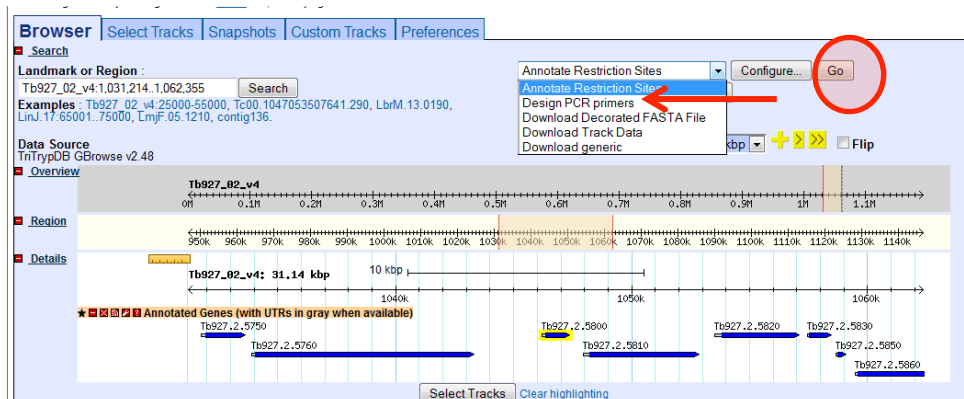 Browser Select Tracks Snapshots Custom Tracks Preferences
Search
Landmark or Region :
Tb927_02_v4:1,031,214..1,062,355 Search
Annotate Restriction Sites Configure... Go
Annotate Restriction Sites
Design PCR primers
Download Decorated FASTA File
Download Track Data
Download generic
Examples : Tb927_02_v4:25000-55000, Tc00.1047053507641.290, LbrM.13.0190,
LinJ.17:65001..75000, LmjF.05.1210, contig136.
Data Source
TriTrypDB GBrowse v2.48
kbp + > >> Flip
Overview
Tb927_02_v4
0M 0.1M 0.2M 0.3M 0.4M 0.5M 0.6M 0.7M 0.8M 0.9M 1M 1.1M
Region
950k 960k 970k 980k 990k 1000k 1010k 1020k 1030k 1040k 1050k 1060k 1070k 1080k 1090k 1100k 1110k 1120k 1130k 1140k
Details
Tb927_02_v4: 31.14 kbp 10 kbp
1040k 1050k 1060k
Annotated Genes (with UTRs in gray when available)
Tb927.2.5750 Tb927.2.5800 Tb927.2.5820 Tb927.2.5830
Tb927.2.5760 Tb927.2.5810 Tb927.2.5850
Tb927.2.5860
Select Tracks Clear highlighting